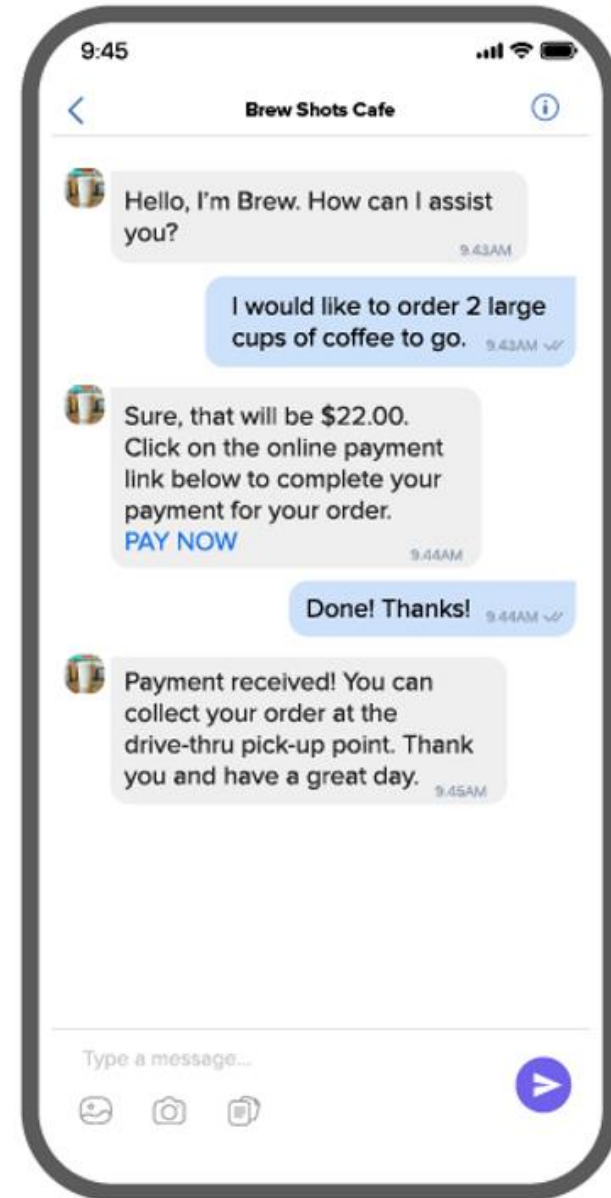 9:45
Brew Shots Cafe
Hello, I'm Brew. How can I assist
you?
9.43AM
I would like to order 2 large
cups of coffee to go. 9.43AM
Sure, that will be $22.00.
Click on the online payment
link below to complete your
payment for your order.
PAY NOW
9.44AM
Done! Thanks! 9.44AM
Payment received! You can
collect your order at the
drive-thru pick-up point. Thank
you and have a great day. 9.45AM
Type a message...